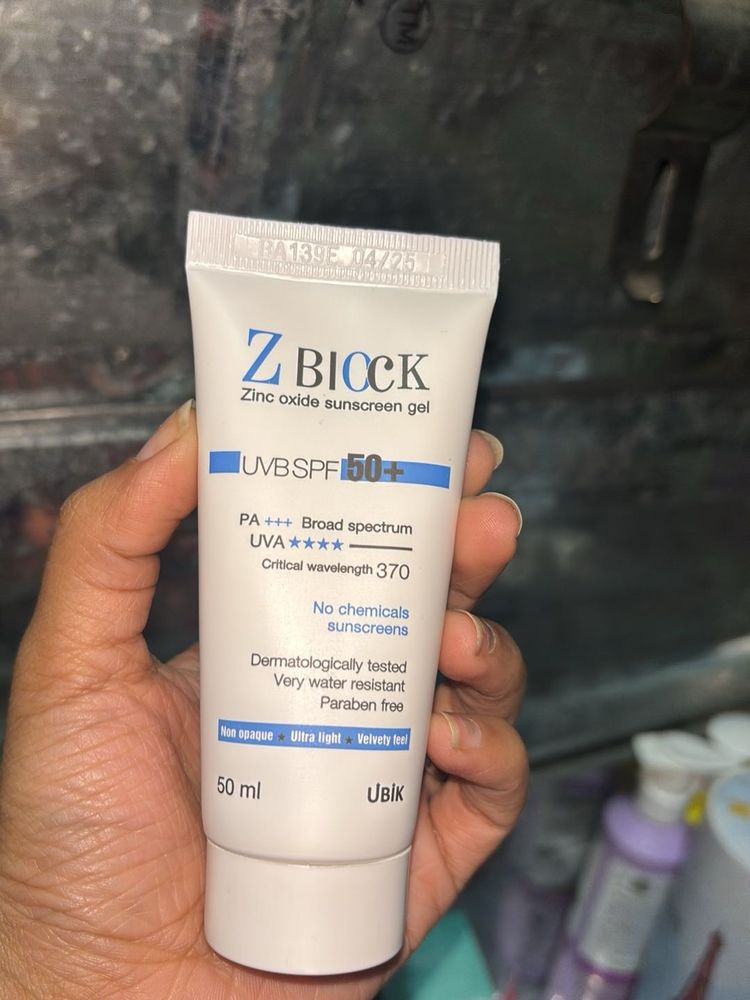 TM
BA139E 04/25
Z BlOCK
Zinc oxide sunscreen gel
UVB SPF 50+
PA +++ Broad spectrum
UVA ★★★★
Critical wavelength 370
No chemicals
sunscreens
Dermatologically tested
Very water resistant
Paraben free
Non opaque ★ Ultra light ★ Velvety feel
50 ml UBiK